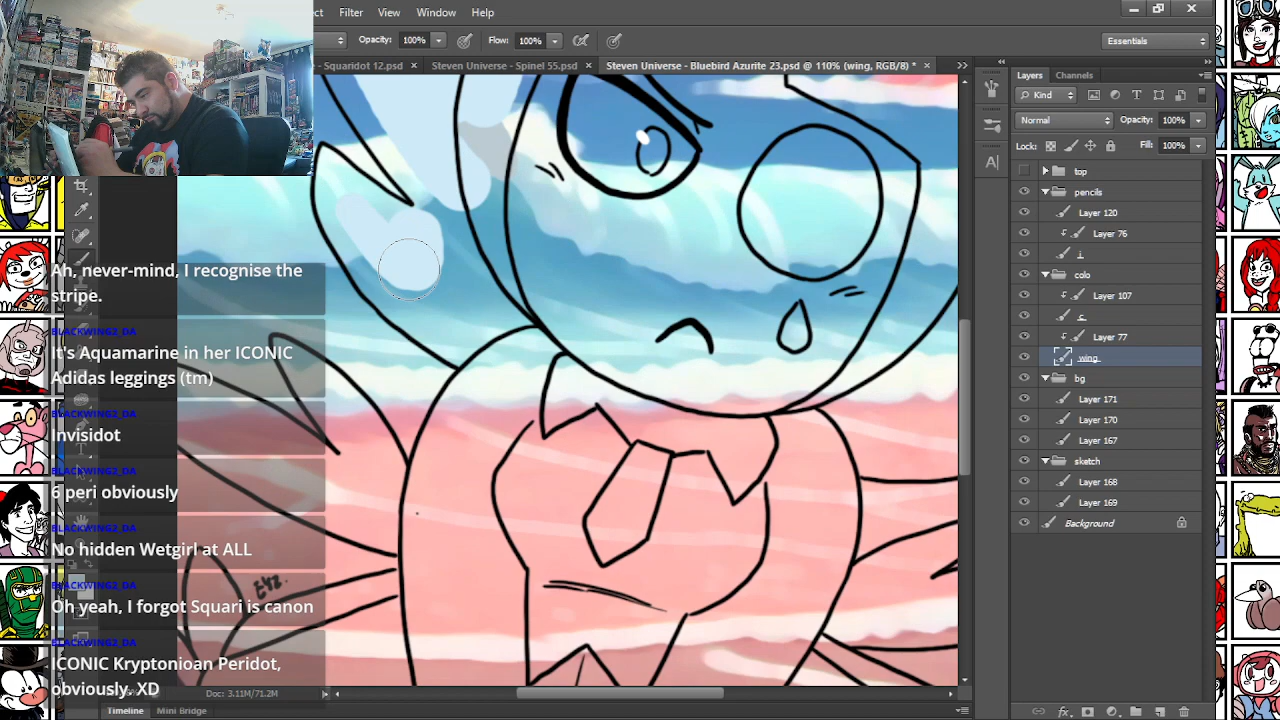 ct Filter View Window Help
Opacity: 100% Flow: 100% Essentials
- Squaridot 12.psd × Steven Universe - Spinel 55.psd × Steven Universe - Bluebird Azurite 23.psd @ 110% (wing, RGB/8) * ×
Layers Channels
Kind
Normal Opacity: 100%
Lock: Fill: 100%
top
pencils
Layer 120
Layer 76
i
colo
Layer 107
c
Layer 77
wing
bg
Layer 171
Layer 170
Layer 167
sketch
Layer 168
Layer 169
Background
Ah, never-mind, I recognise the
stripe.
BLACKWING2_DA
It's Aquamarine in her ICONIC
Adidas leggings (tm)
BLACKWING2_DA
Invisidot
BLACKWING2_DA
6 peri obviously
BLACKWING2_DA
No hidden Wetgirl at ALL
BLACKWING2_DA
Oh yeah, I forgot Squari is canon
BLACKWING2_DA
ICONIC Kryptonioan Peridot,
obviously. XD
Doc: 3.11M/71.2M
Timeline Mini Bridge